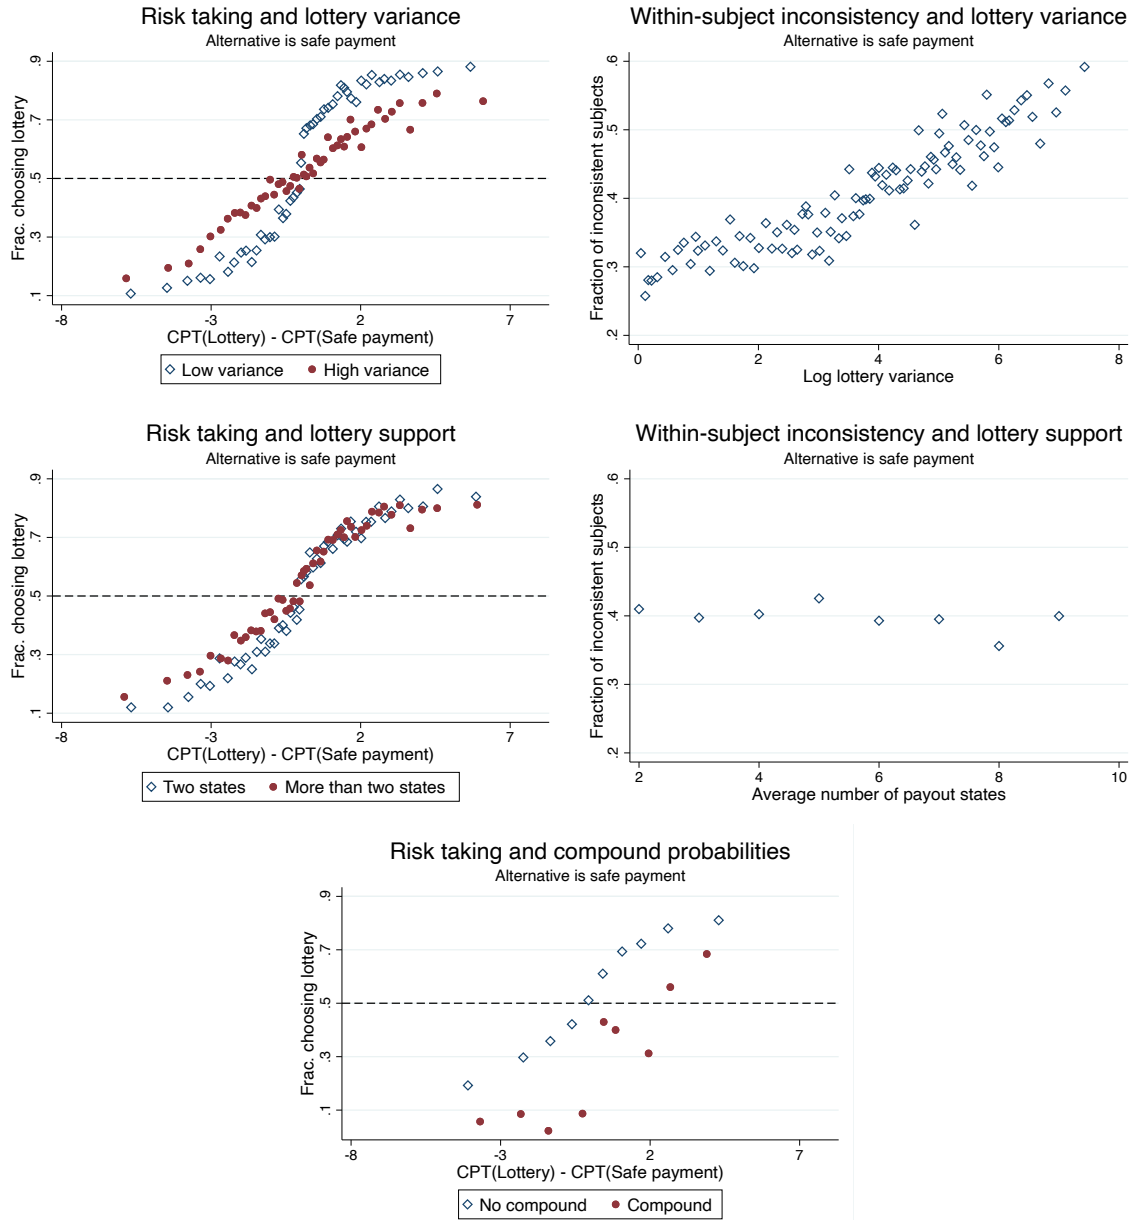 Risk taking and lottery variance
Alternative is safe payment
Frac. choosing lottery
.9
.7
.5
.3
.1
-8 -3 2 7
CPT(Lottery) - CPT(Safe payment)
Low variance High variance
Within-subject inconsistency and lottery variance
Alternative is safe payment
Fraction of inconsistent subjects
.6
.5
.4
.3
.2
0 2 4 6 8
Log lottery variance
Risk taking and lottery support
Alternative is safe payment
Frac. choosing lottery
.9
.7
.5
.3
.1
-8 -3 2 7
CPT(Lottery) - CPT(Safe payment)
Two states More than two states
Within-subject inconsistency and lottery support
Alternative is safe payment
Fraction of inconsistent subjects
.6
.5
.4
.3
.2
2 4 6 8 10
Average number of payout states
Risk taking and compound probabilities
Alternative is safe payment
Frac. choosing lottery
.9
.7
.5
.3
.1
-8 -3 2 7
CPT(Lottery) - CPT(Safe payment)
No compound Compound